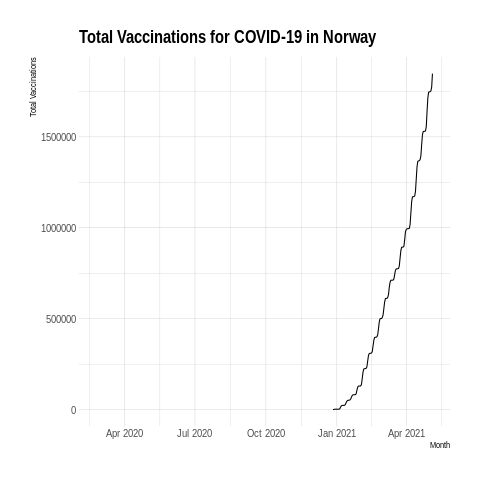 Total Vaccinations for COVID-19 in Norway
Total Vaccinations
1500000
1000000
500000
0
Apr 2020 Jul 2020 Oct 2020 Jan 2021 Apr 2021
Month